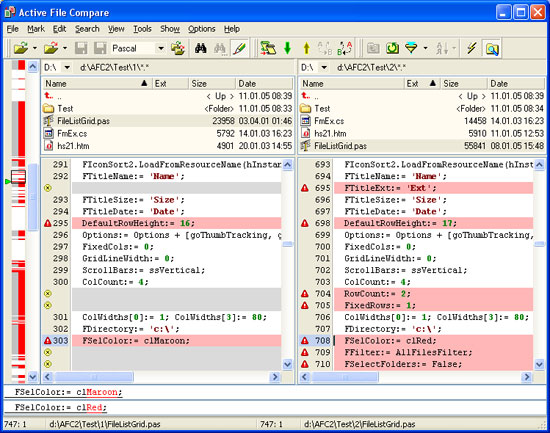 Active File Compare
File Mark Edit Search View Tools Show Options Help
Pascal
D:\ d:\AFC2\Test\1\*.*
Name Ext Size Date
.. < Up > 11.01.05 08:39
Test <Folder> 11.01.05 08:33
FileListGrid.pas 23958 03.04.01 01:46
FmEx.cs 5792 14.01.03 16:23
hs21.htm 4901 20.01.03 14:55
D:\ d:\AFC2\Test\2\*.*
Name Ext Size Date
.. < Up > 11.01.05 08:39
Test <Folder> 11.01.05 08:34
FmEx.cs 14458 14.01.03 16:23
hs21.htm 5910 11.01.05 12:53
FileListGrid.pas 55841 08.01.05 15:48
291 FIconSort2.LoadFromResourceName(hInstan
292 FTitleName:= 'Name';
293 FTitleSize:= 'Size';
294 FTitleDate:= 'Date';
295 DefaultRowHeight:= 16;
296 Options:= Options + [goThumbTracking, g
297 FixedCols:= 0;
298 GridLineWidth:= 0;
299 ScrollBars:= ssVertical;
300 ColCount:= 4;
301 ColWidths[0]:= 1; ColWidths[3]:= 80;
302 FDirectory:= 'c:\';
303 FSelColor:= clMaroon;
693 FIconSort2.LoadFromResourceName(hInstan
694 FTitleName:= 'Name';
695 FTitleExt:= 'Ext';
696 FTitleSize:= 'Size';
697 FTitleDate:= 'Date';
698 DefaultRowHeight:= 17;
699 Options:= Options + [goThumbTracking, g
700 FixedCols:= 0;
701 GridLineWidth:= 0;
702 ScrollBars:= ssVertical;
703 ColCount:= 4;
704 RowCount:= 2;
705 FixedRows:= 1;
706 ColWidths[0]:= 1; ColWidths[3]:= 80;
707 FDirectory:= 'c:\';
708 FSelColor:= clRed;
709 FFilter:= AllFilesFilter;
710 FSelectFolders:= False;
FSelColor:= clMaroon;
FSelColor:= clRed;
747: 1 d:\AFC2\Test\1\FileListGrid.pas 747: 1 d:\AFC2\Test\2\FileListGrid.pas